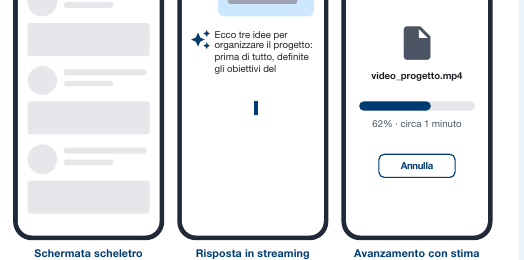 Ecco tre idee per
organizzare il progetto:
prima di tutto, definite
gli obiettivi del
video_progetto.mp4
62% · circa 1 minuto
Annulla
Schermata scheletro
Risposta in streaming
Avanzamento con stima